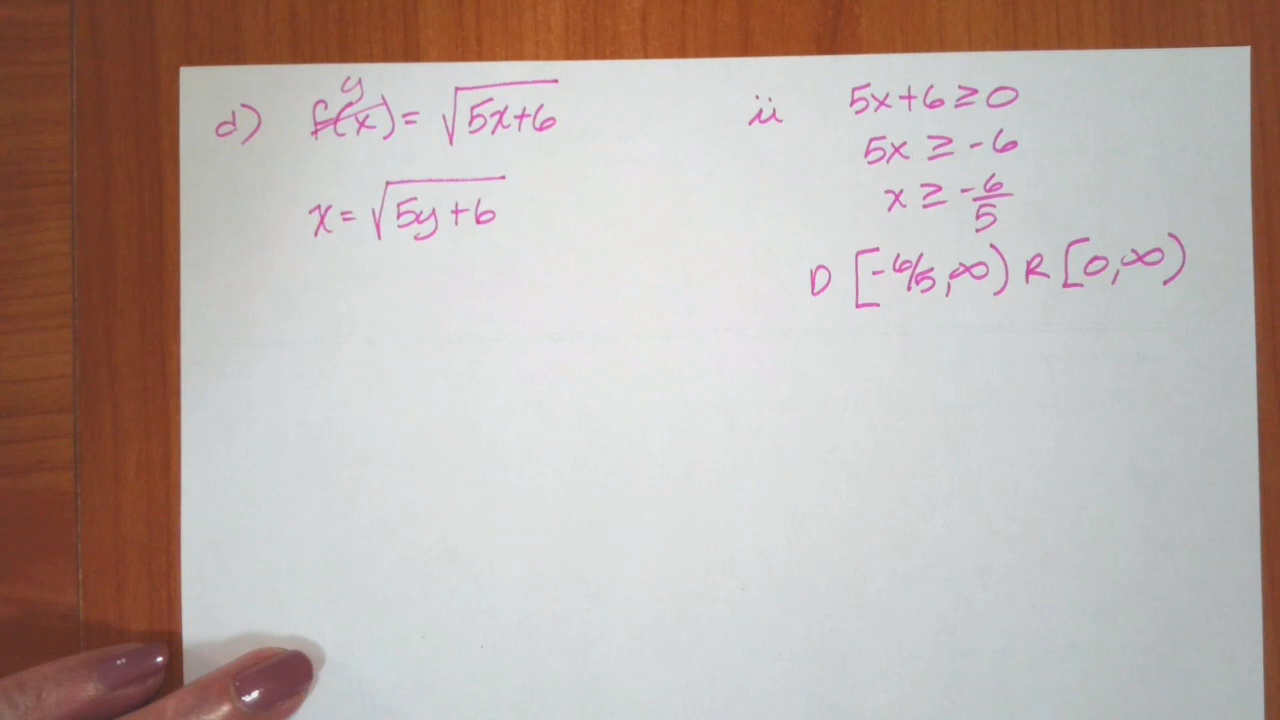 y
d) f(x) = √5x+6
x = √5y+6
ii 5x+6 ≥ 0
5x ≥ -6
x ≥ -6/5
D [-6/5, ∞) R [0, ∞)